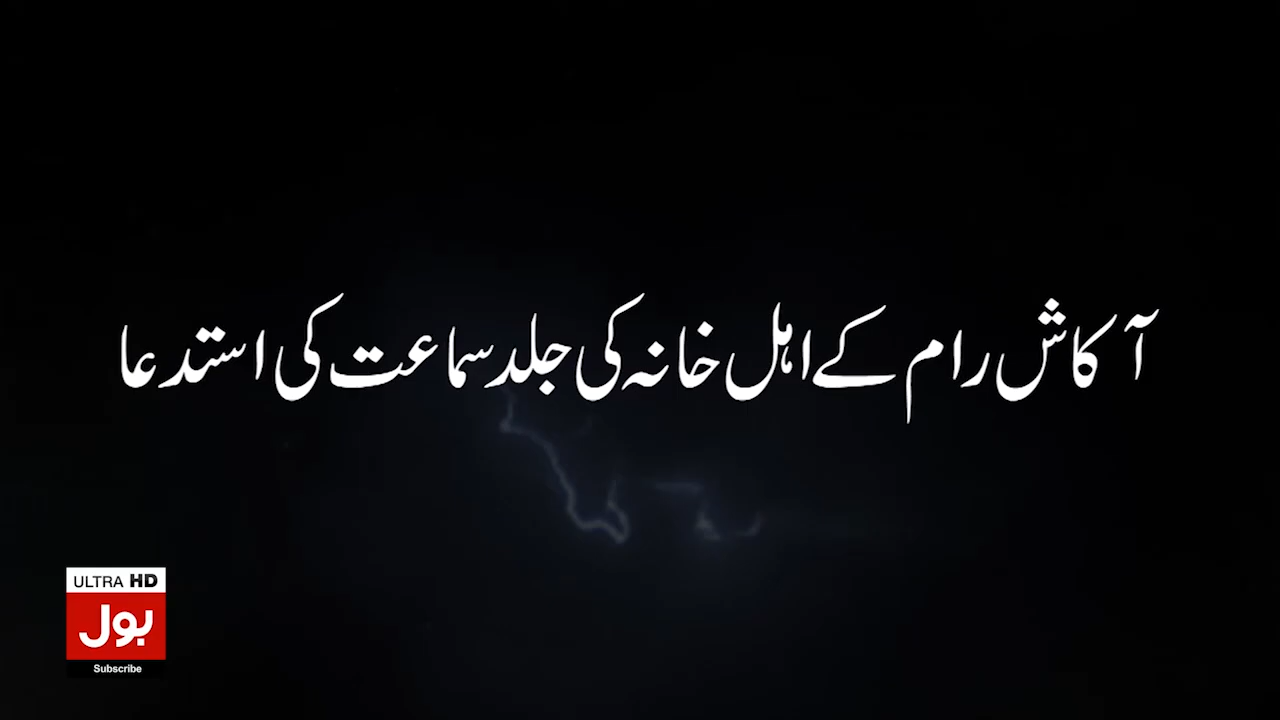 آکاش رام کے اہل خانہ کی جلد سماعت کی استدعا
ULTRA HD
بول
Subscribe